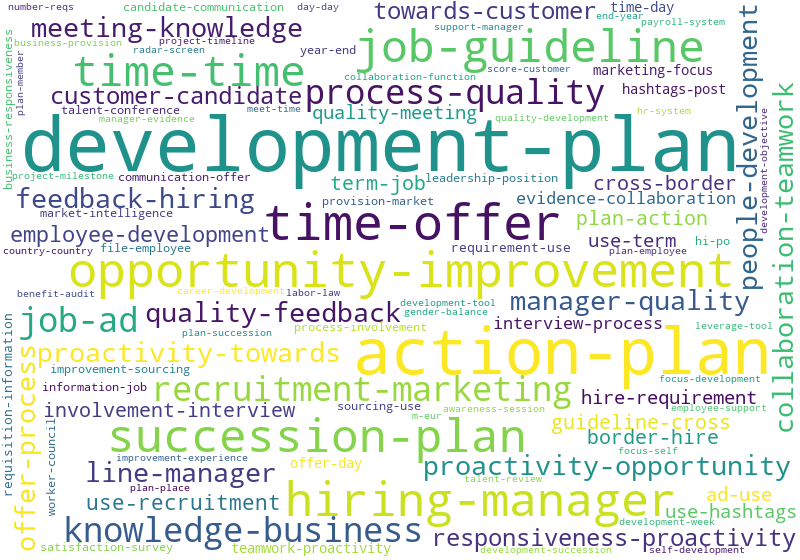 number-reqs
candidate-communication
day-day
towards-customer
time-day
end-year
payroll-system
meeting-knowledge
support-manager
job-guideline
business-provision
project-timeline
radar-screen
year-end
time-time
score-customer
marketing-focus
collaboration-function
plan-member
customer-candidate
process-quality
hashtags-post
talent-conference
meet-time
quality-meeting
hr-system
manager-evidence
quality-development
business-responsiveness
people-development
development-plan
development-objective
collaboration-teamwork
project-milestone
communication-offer
term-job
leadership-position
cross-border
feedback-hiring
provision-market
evidence-collaboration
market-intelligence
time-offer
plan-action
employee-development
use-term
hi-po
country-country
file-employee
requirement-use
plan-employee
opportunity-improvement
benefit-audit
career-development
labor-law
development-tool
manager-quality
gender-balance
job-ad
quality-feedback
interview-process
leverage-tool
process-involvement
plan-succession
requisition-information
offer-process
proactivity-towards
action-plan
improvement-sourcing
focus-development
information-job
recruitment-marketing
hire-requirement
involvement-interview
sourcing-use
awareness-session
employee-support
m-eur
guideline-cross
worker-council
succession-plan
border-hire
focus-self
improvement-experience
offer-day
line-manager
proactivity-opportunity
talent-review
plan-place
hiring-manager
use-recruitment
ad-use
use-hashtags
knowledge-business
development-week
responsiveness-proactivity
satisfaction-survey
teamwork-proactivity
development-succession
self-development